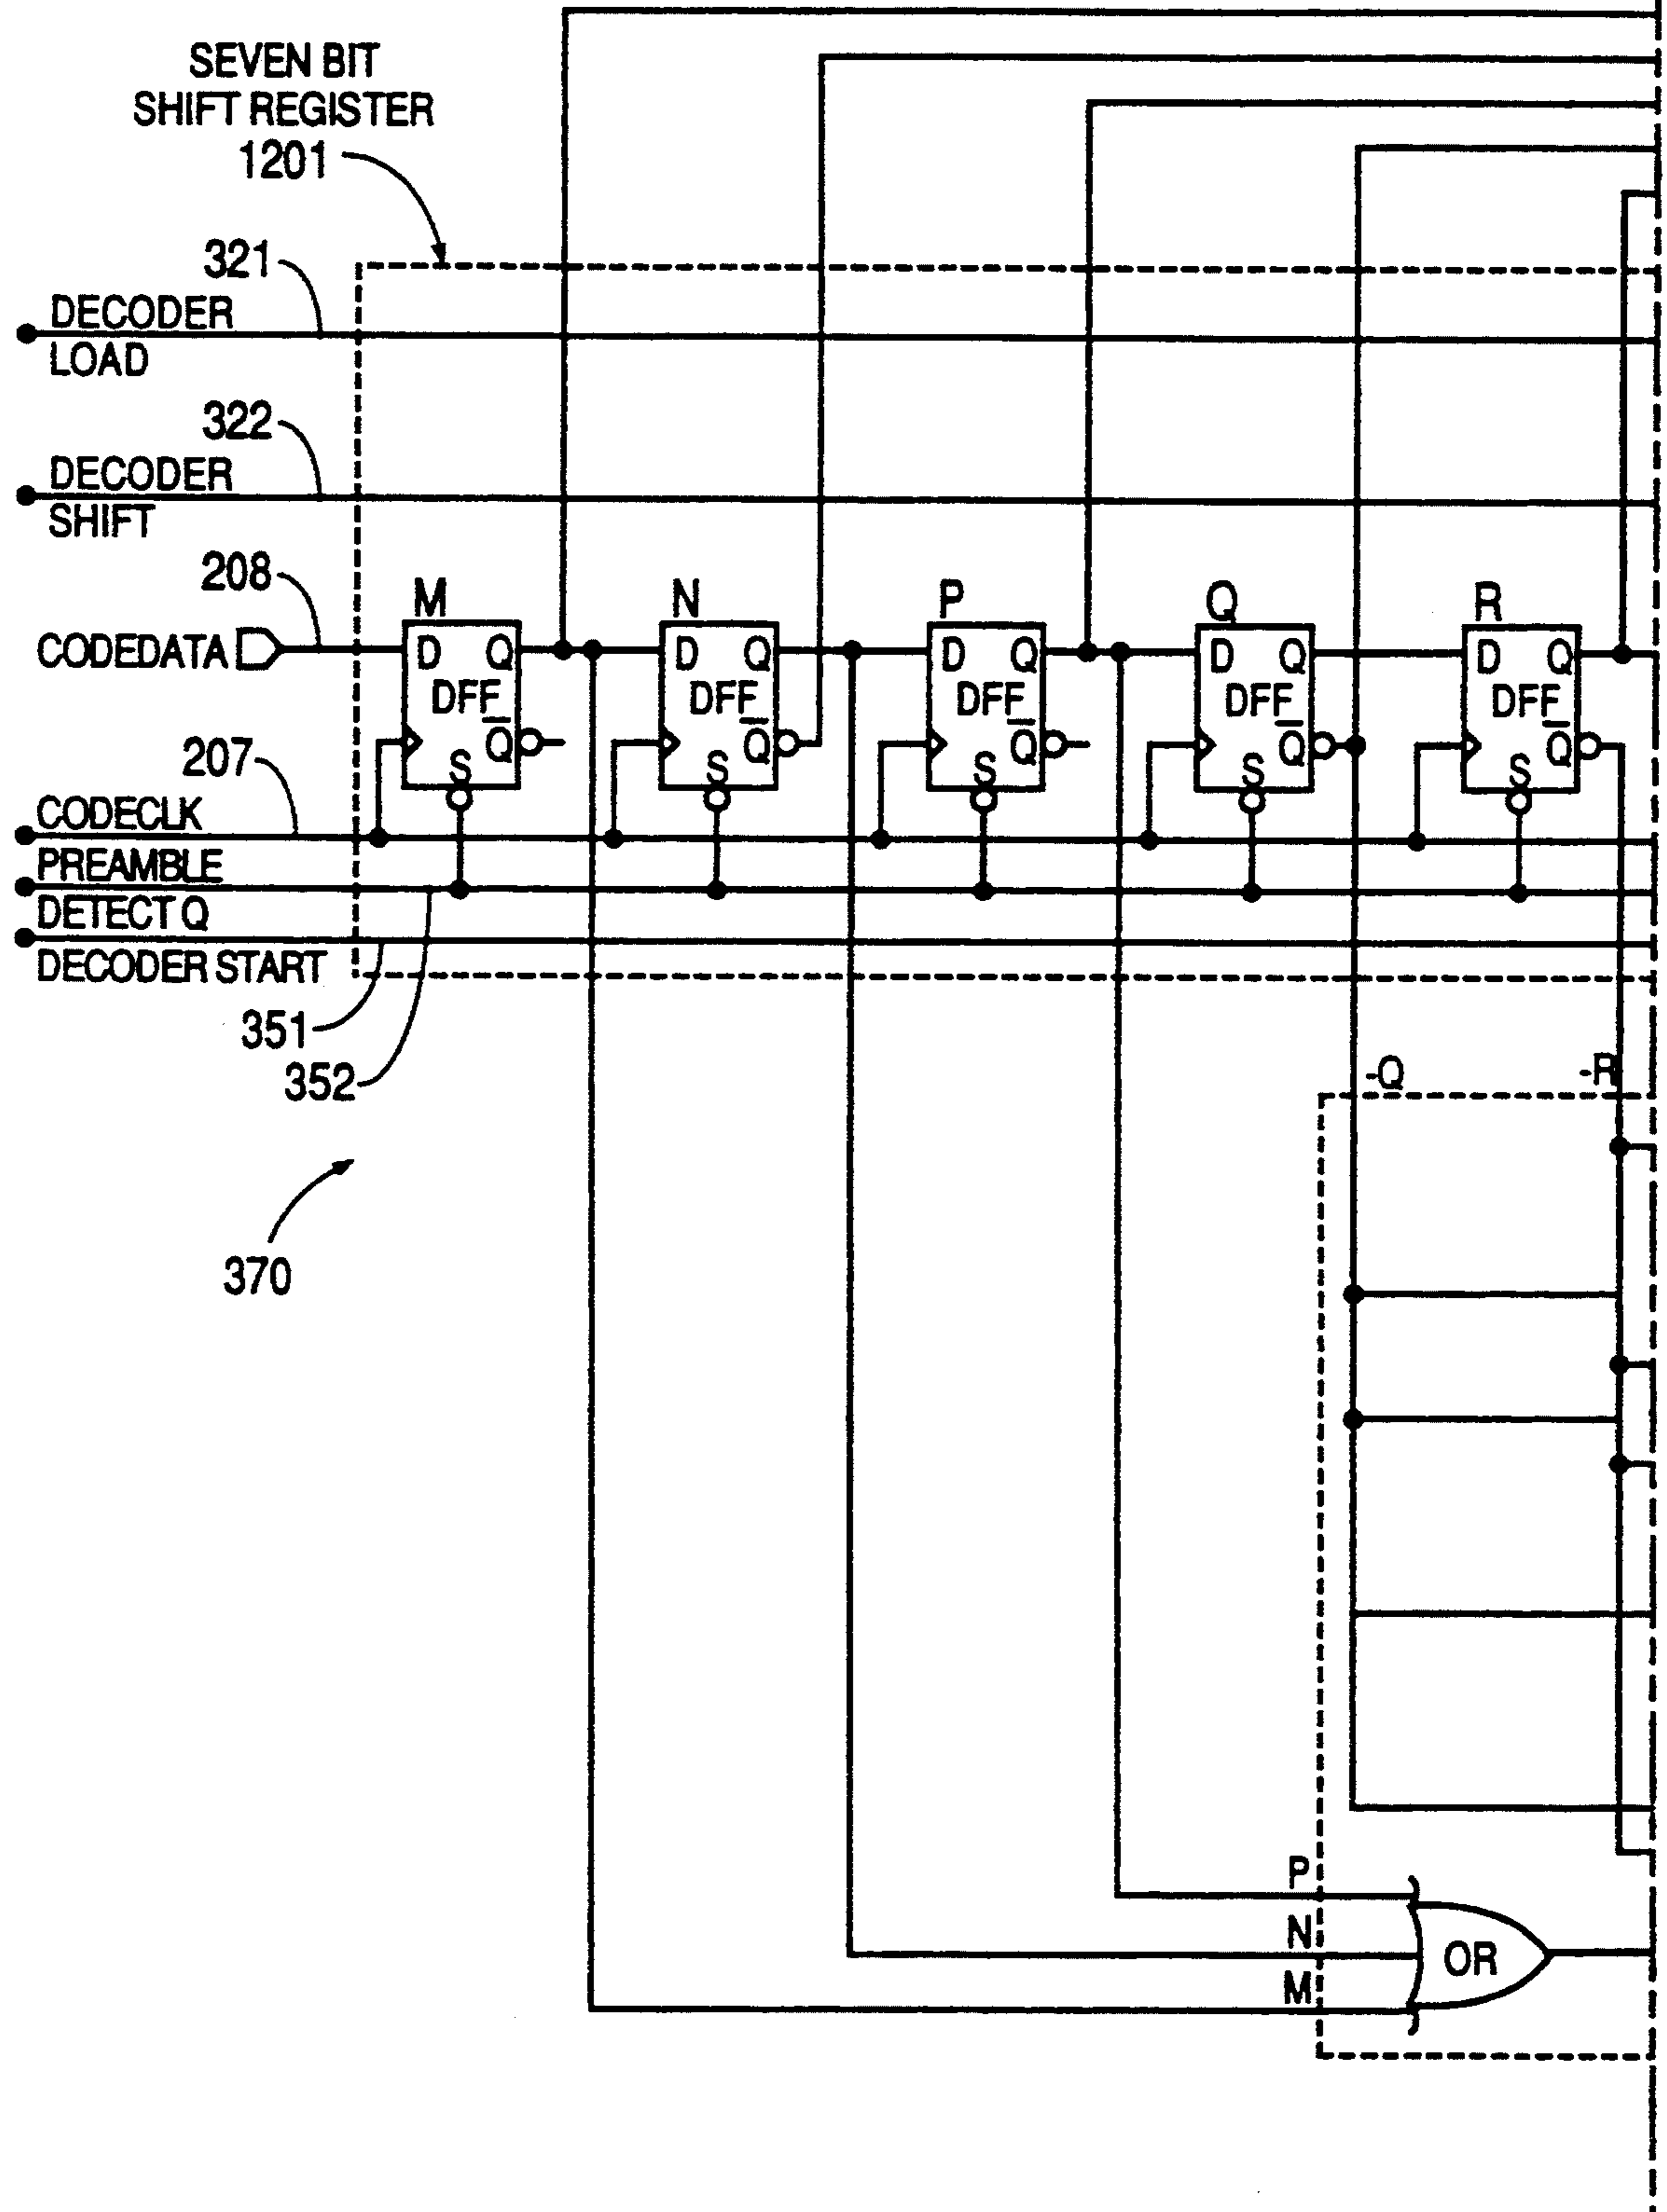 SEVEN BIT
SHIFT REGISTER
1201
321
DECODER
LOAD
322
DECODER
SHIFT
208
CODEDATA
M
N
P
Q
R
D Q
DFF
S Q̅
D Q
DFF
S Q̅
D Q
DFF
S Q̅
D Q
DFF
S Q̅
D Q
DFF
S Q̅
207
CODECLK
PREAMBLE
DETECT Q
DECODER START
351
352
-Q
-R
370
P
N
M
OR